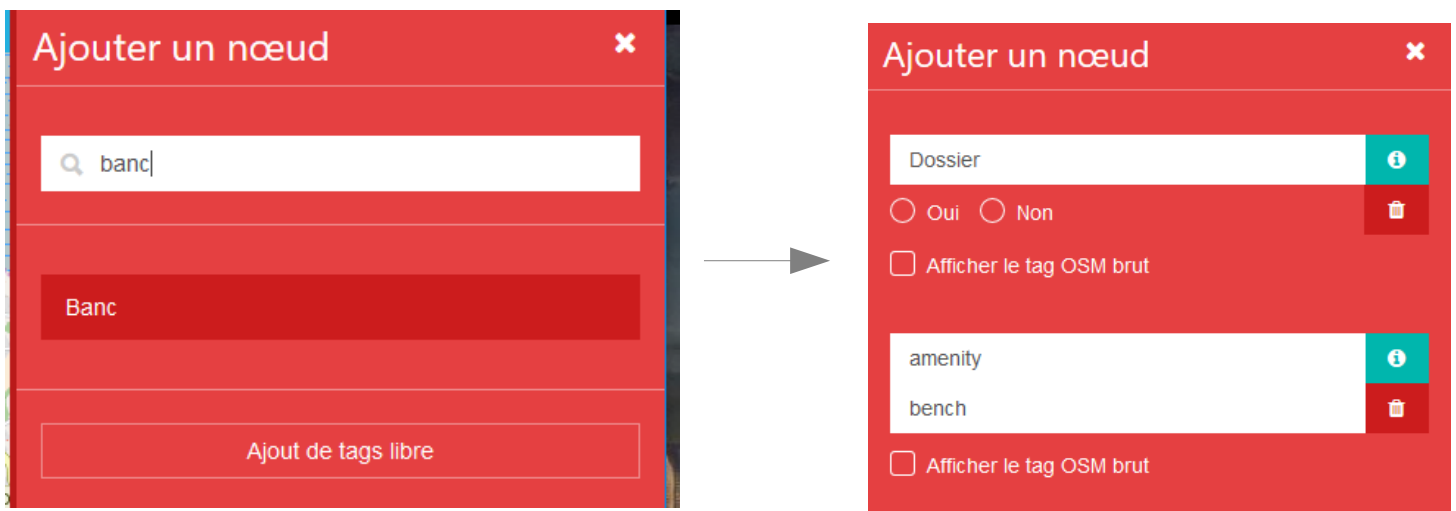 Ajouter un nœud
banc
Banc
Ajout de tags libre
Ajouter un nœud
Dossier
Oui Non
Afficher le tag OSM brut
amenity
bench
Afficher le tag OSM brut